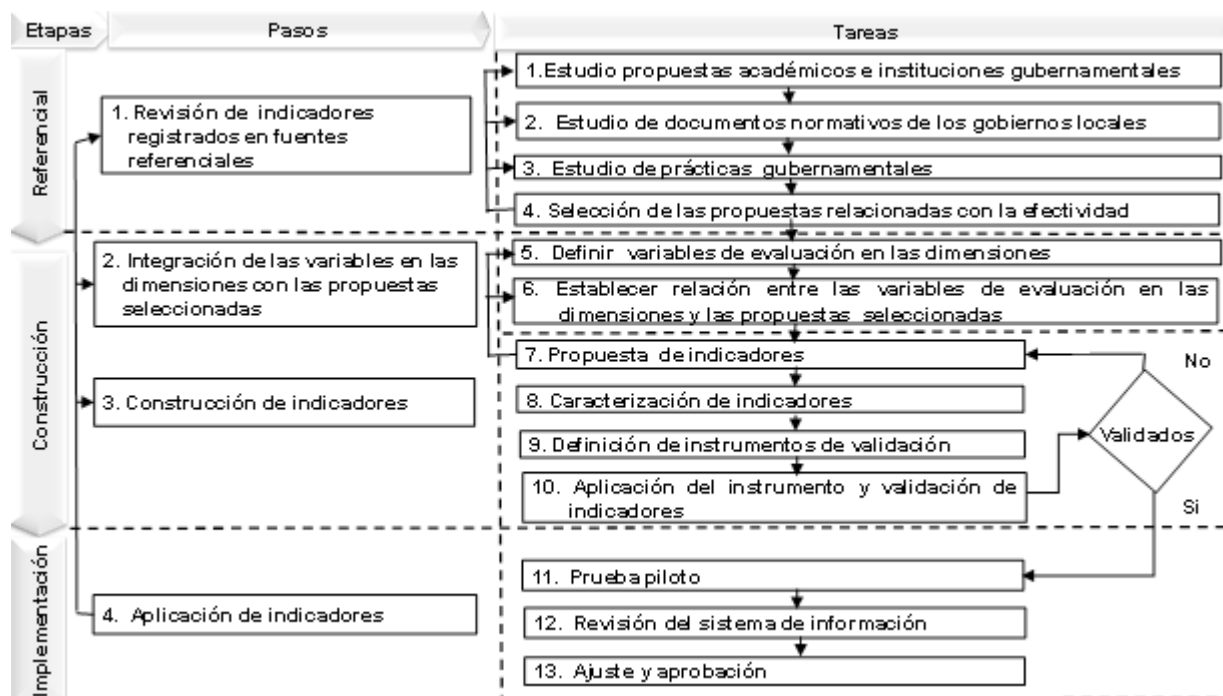 Etapas
Pasos
Tareas
Referencial
1. Revisión de indicadores
registrados en fuentes
referenciales
1.Estudio propuestas académicos e instituciones gubernamentales
2. Estudio de documentos normativos de los gobiernos locales
3. Estudio de prácticas gubernamentales
4. Selección de las propuestas relacionadas con la efectividad
Construcción
2. Integración de las variables en las
dimensiones con las propuestas
seleccionadas
5. Definir variables de evaluación en las dimensiones
6. Establecer relación entre las variables de evaluación en las
dimensiones y las propuestas seleccionadas
3. Construcción de indicadores
7. Propuesta de indicadores
8. Caracterización de indicadores
9. Definición de instrumentos de validación
10. Aplicación del instrumento y validación de
indicadores
No
Validados
Si
Implementación
4. Aplicación de indicadores
11. Prueba piloto
12. Revisión del sistema de información
13. Ajuste y aprobación